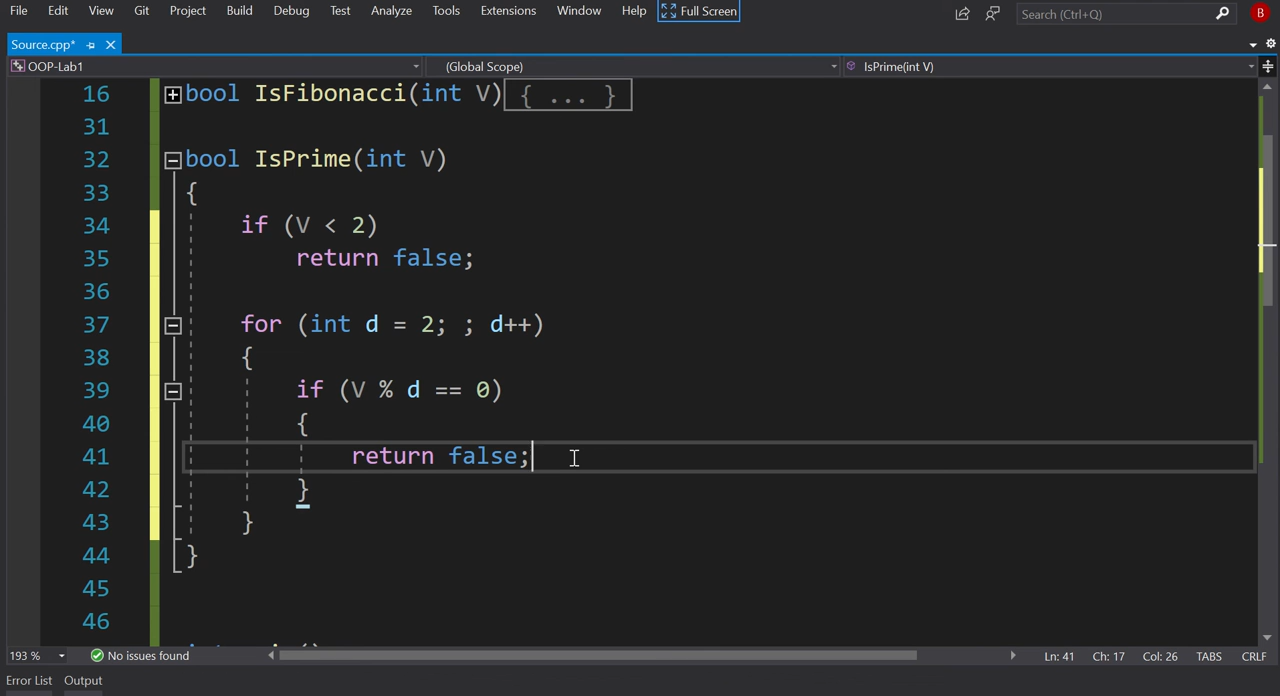 File Edit View Git Project Build Debug Test Analyze Tools Extensions Window Help Full Screen Search (Ctrl+Q) B
Source.cpp*
OOP-Lab1 (Global Scope) IsPrime(int V)
16 bool IsFibonacci(int V) { ... }
31
32 bool IsPrime(int V)
33 {
34 if (V < 2)
35 return false;
36
37 for (int d = 2; ; d++)
38 {
39 if (V % d == 0)
40 {
41 return false;
42 }
43 }
44 }
45
46
193 % No issues found Ln: 41 Ch: 17 Col: 26 TABS CRLF
Error List Output